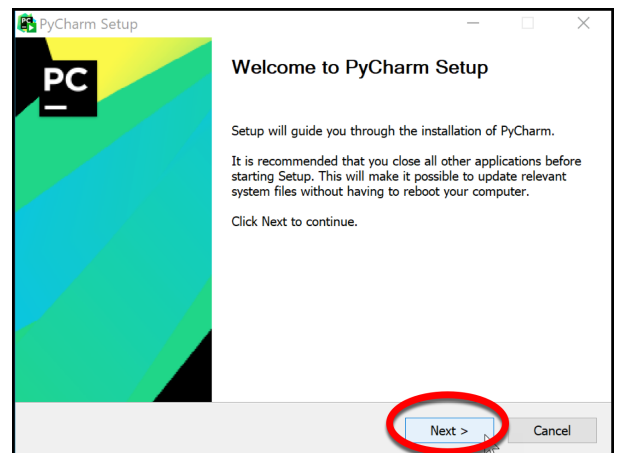 PyCharm Setup
PC
Welcome to PyCharm Setup
Setup will guide you through the installation of PyCharm.
It is recommended that you close all other applications before
starting Setup. This will make it possible to update relevant
system files without having to reboot your computer.
Click Next to continue.
Next >
Cancel